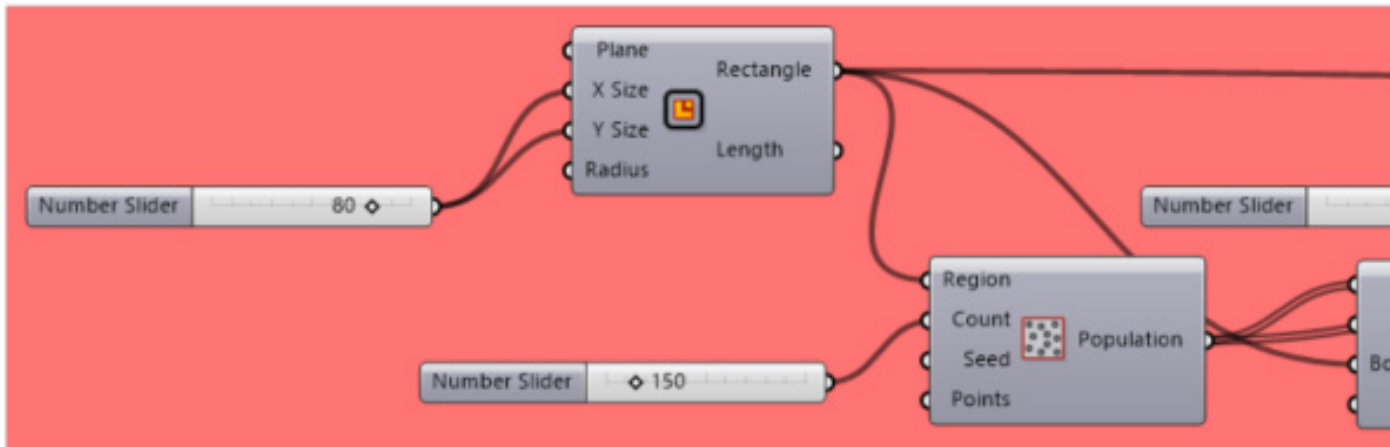 Plane
X Size
Y Size
Radius
Rectangle
Length
Number Slider 80
Number Slider
Region
Count
Seed
Points
Population
Number Slider 150